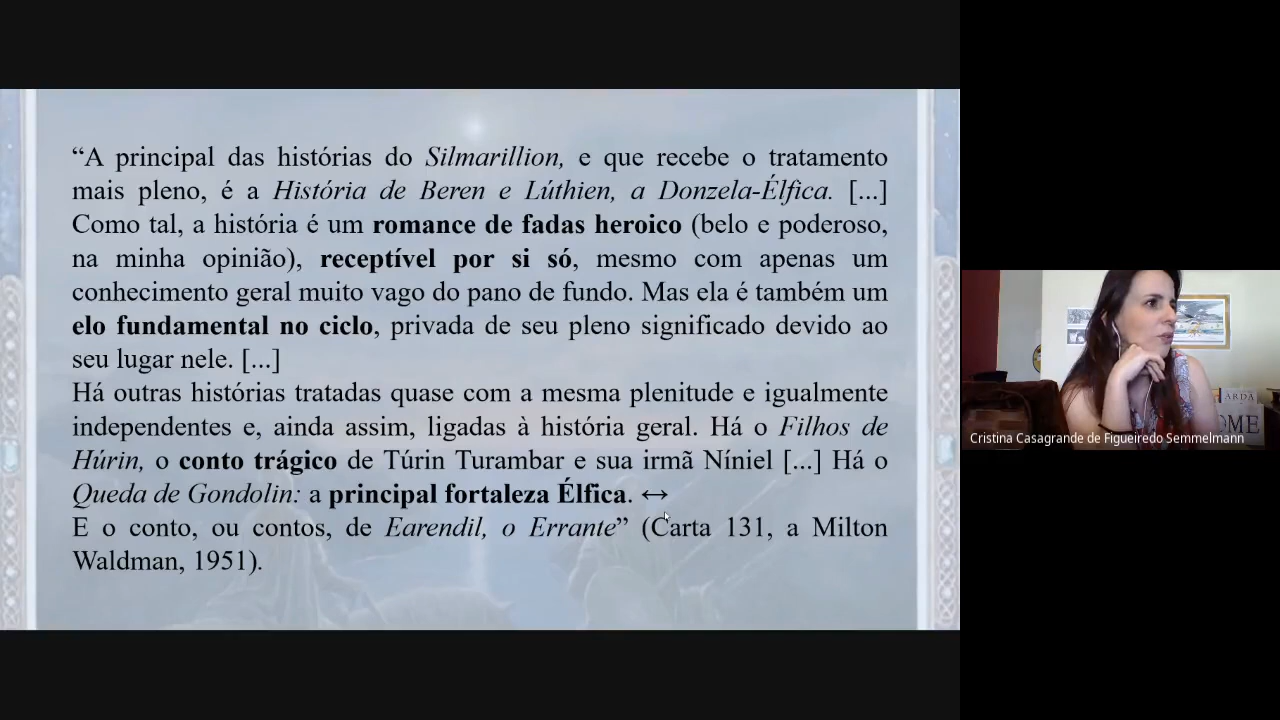 “A principal das histórias do Silmarillion, e que recebe o tratamento
mais pleno, é a História de Beren e Lúthien, a Donzela-Élfica. [...]
Como tal, a história é um romance de fadas heroico (belo e poderoso,
na minha opinião), receptível por si só, mesmo com apenas um
conhecimento geral muito vago do pano de fundo. Mas ela é também um
elo fundamental no ciclo, privada de seu pleno significado devido ao
seu lugar nele. [...]
Há outras histórias tratadas quase com a mesma plenitude e igualmente
independentes e, ainda assim, ligadas à história geral. Há o Filhos de
Húrin, o conto trágico de Túrin Turambar e sua irmã Níniel [...] Há o
Queda de Gondolin: a principal fortaleza Élfica. ↔
E o conto, ou contos, de Earendil, o Errante” (Carta 131, a Milton
Waldman, 1951).
ARDA
OME
Cristina Casagrande de Figueiredo Semmelmann